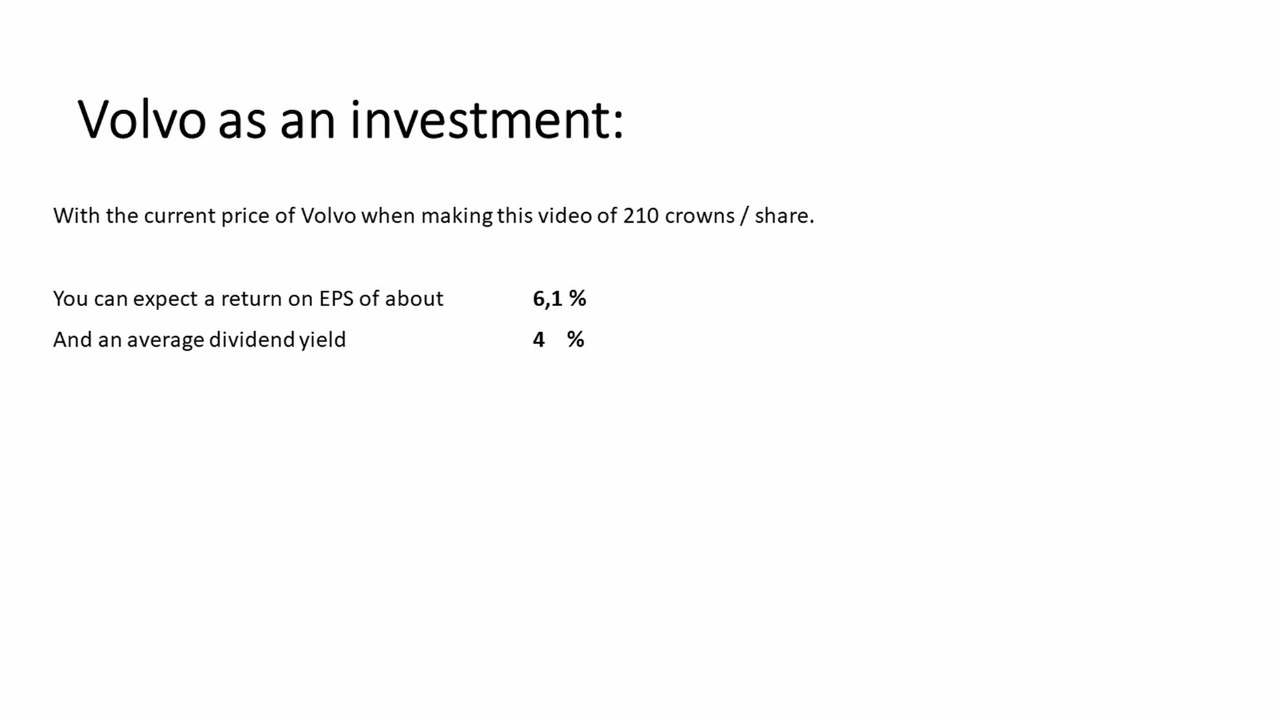 Volvo as an investment:
With the current price of Volvo when making this video of 210 crowns / share.
You can expect a return on EPS of about 6,1 %
And an average dividend yield 4 %